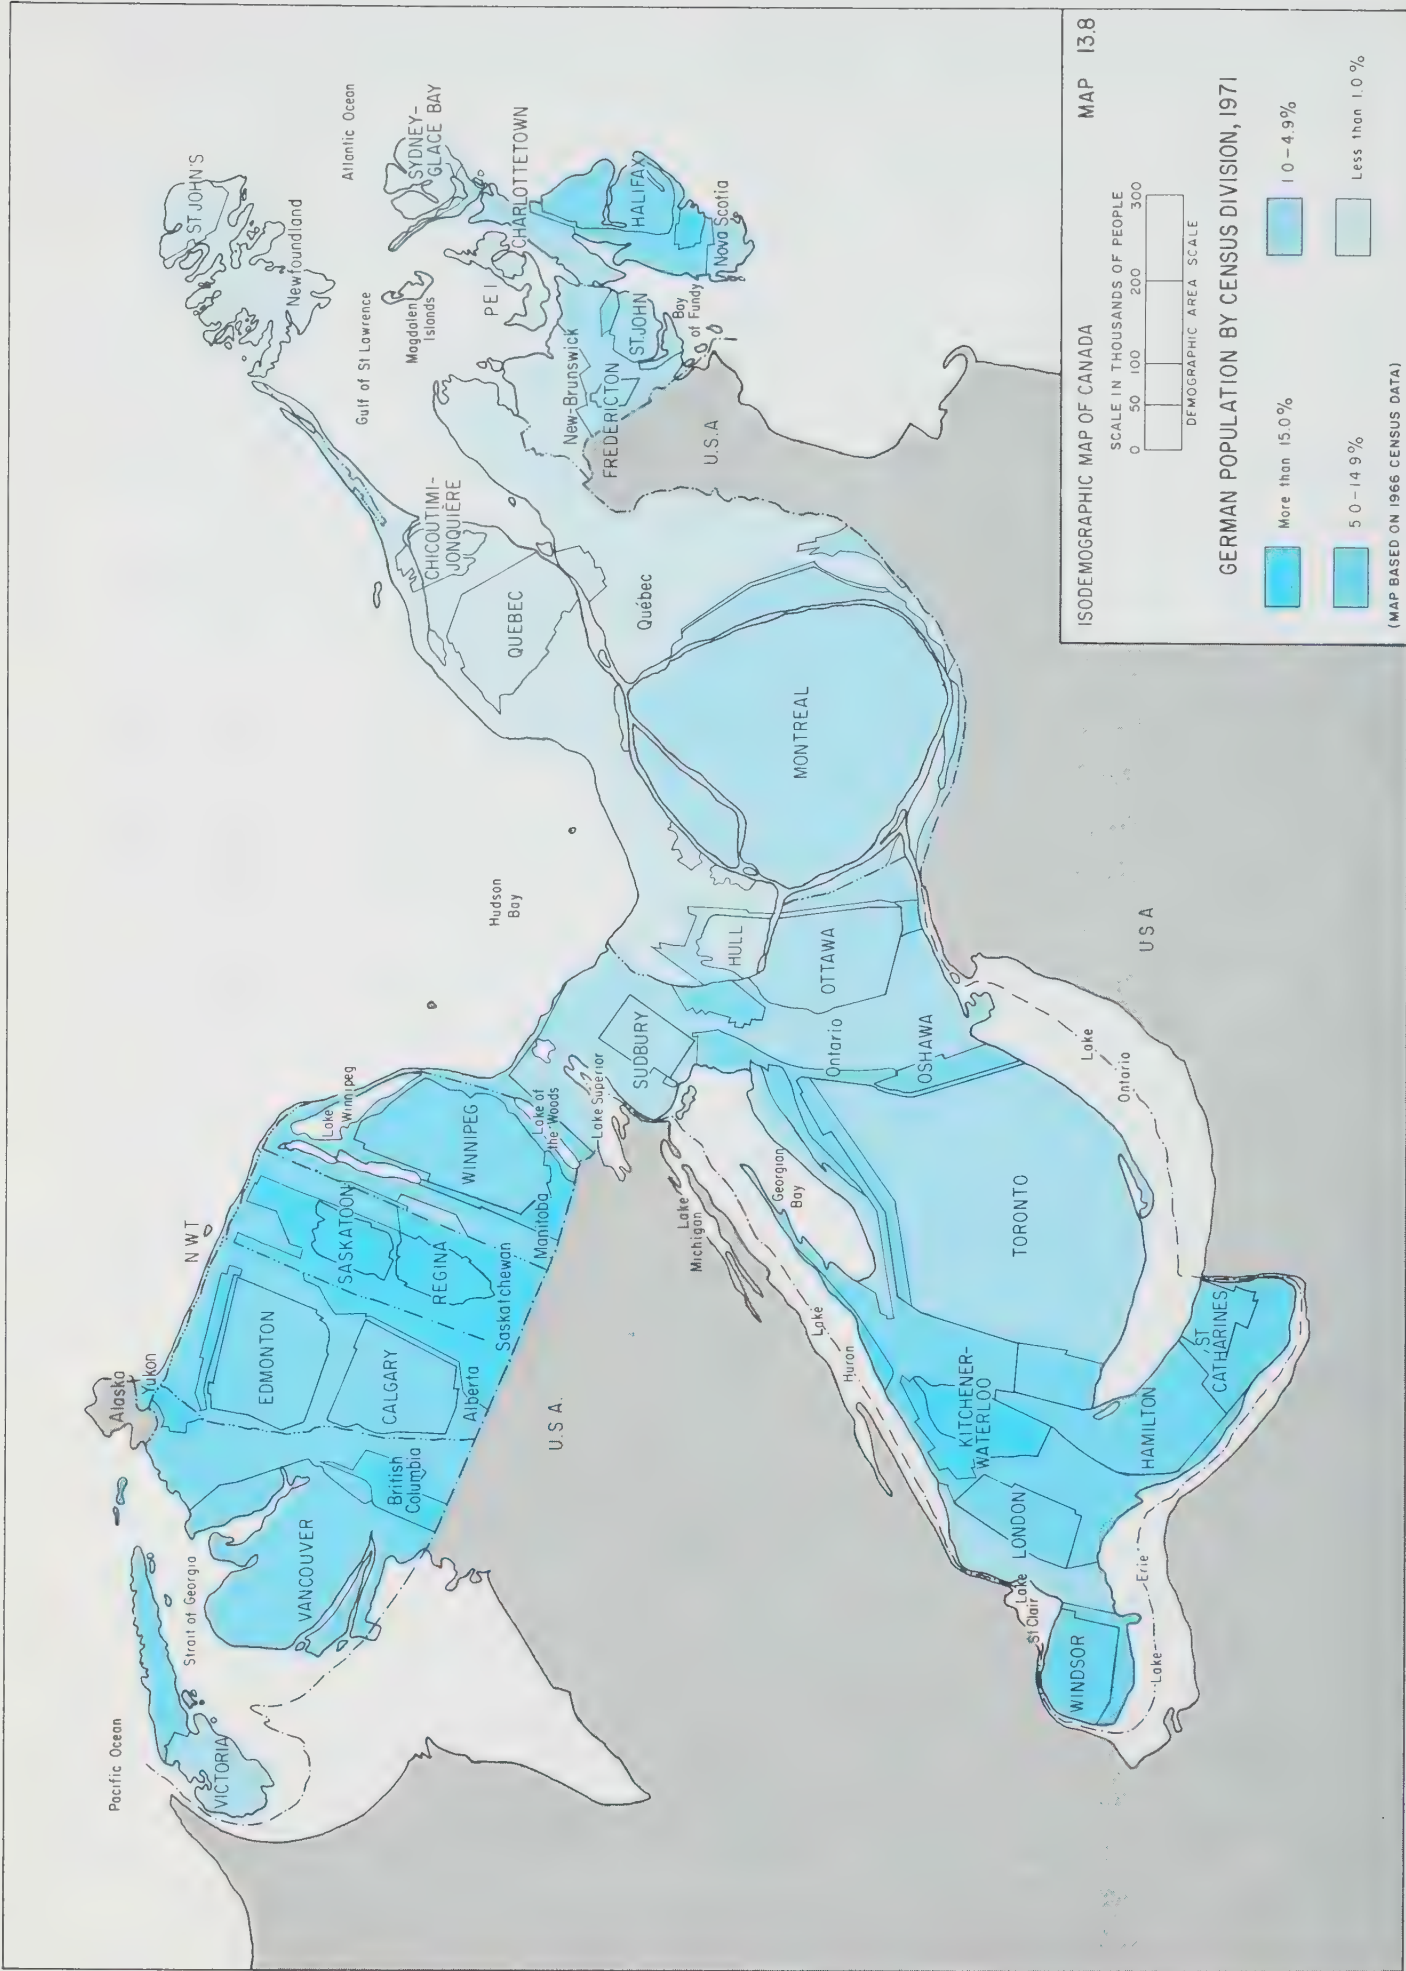 Pacific Ocean
VICTORIA
Strait of Georgia
VANCOUVER
British
Columbia
Alaska
Yukon
NWT
EDMONTON
CALGARY
Alberta
SASKATOON
REGINA
Saskatchewan
Lake
Winnipeg
WINNIPEG
Manitoba
Lake of
the Woods
Lake Superior
U.S.A.
Hudson
Bay
SUDBURY
HULL
OTTAWA
Ontario
OSHAWA
Lake
Michigan
Georgian
Bay
Lake
Huron
TORONTO
Lake
Ontario
KITCHENER-
WATERLOO
HAMILTON
ST
CATHARINES
LONDON
Lake
St Clair
WINDSOR
Lake
Erie
USA
MONTREAL
Québec
QUEBEC
CHICOUTIMI-
JONQUIÈRE
Gulf of St Lawrence
Magdalen
Islands
Newfoundland
ST JOHN'S
Atlantic Ocean
SYDNEY-
GLACE BAY
PEI
CHARLOTTETOWN
New-Brunswick
FREDERICTON
ST.JOHN
Bay
of Fundy
HALIFAX
Nova Scotia
U.S.A
ISODEMOGRAPHIC MAP OF CANADA MAP 13.8
SCALE IN THOUSANDS OF PEOPLE
0 50 100 200 300
DEMOGRAPHIC AREA SCALE
GERMAN POPULATION BY CENSUS DIVISION, 1971
More than 15.0%
1 0 – 4.9%
5 0 – 14 9%
Less than 1.0%
(MAP BASED ON 1966 CENSUS DATA)